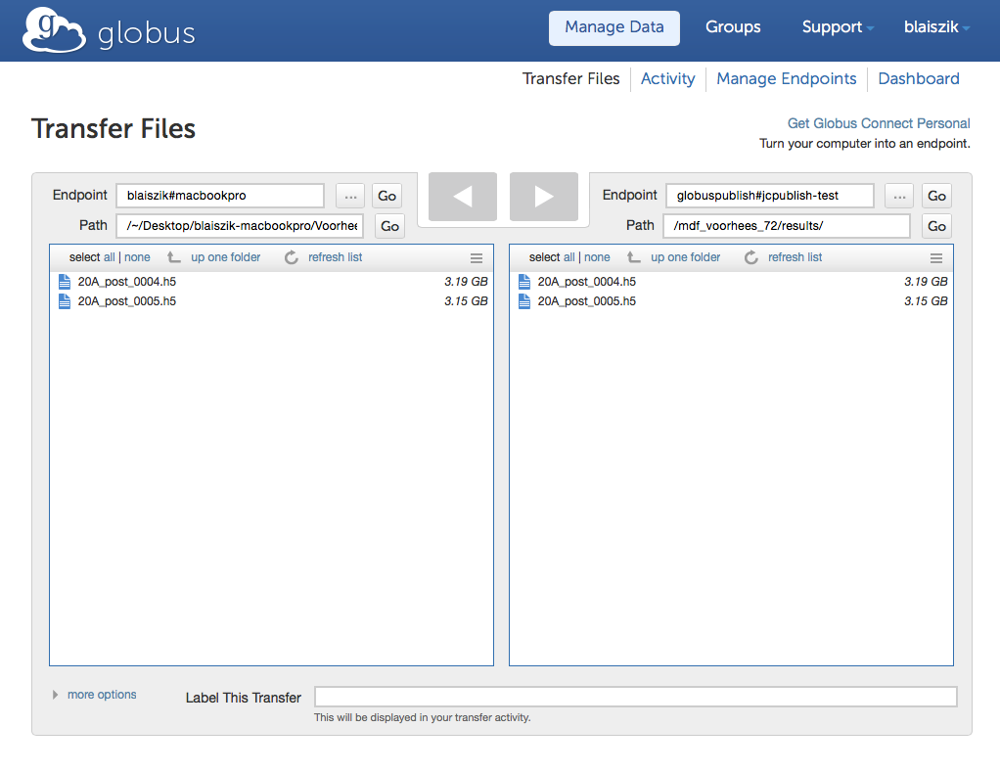 g globus Manage Data Groups Support blaiszik
Transfer Files Activity Manage Endpoints Dashboard
Transfer Files
Get Globus Connect Personal
Turn your computer into an endpoint.
Endpoint blaiszik#macbookpro ... Go
Path /~/Desktop/blaiszik-macbookpro/Voorhee Go
Endpoint globuspublish#jcpublish-test ... Go
Path /mdf_voorhees_72/results/ Go
select all | none up one folder refresh list
20A_post_0004.h5 3.19 GB
20A_post_0005.h5 3.15 GB
select all | none up one folder refresh list
20A_post_0004.h5 3.19 GB
20A_post_0005.h5 3.15 GB
more options
Label This Transfer
This will be displayed in your transfer activity.